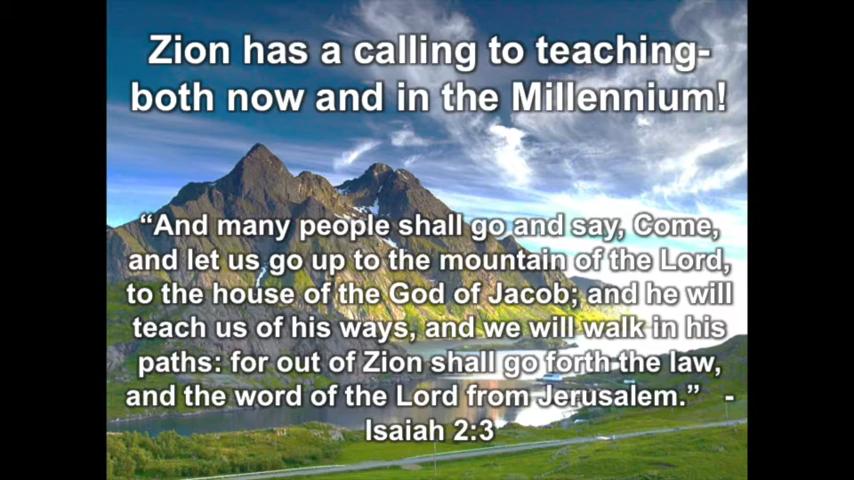 Zion has a calling to teaching-
both now and in the Millennium!
“And many people shall go and say, Come,
and let us go up to the mountain of the Lord,
to the house of the God of Jacob; and he will
teach us of his ways, and we will walk in his
paths: for out of Zion shall go forth the law,
and the word of the Lord from Jerusalem.” -
Isaiah 2:3